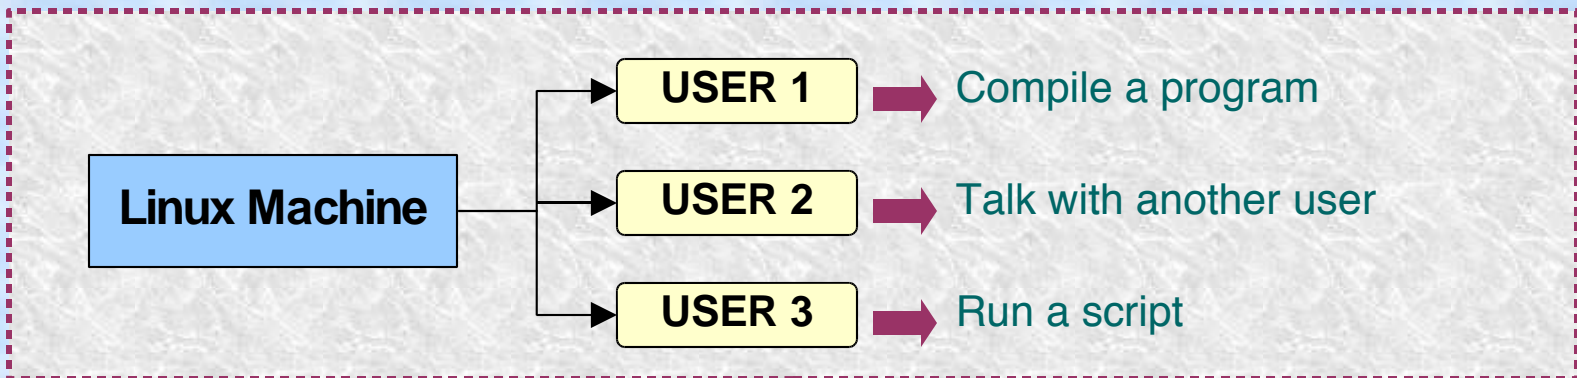 USER 1
Compile a program
Linux Machine
USER 2
Talk with another user
USER 3
Run a script